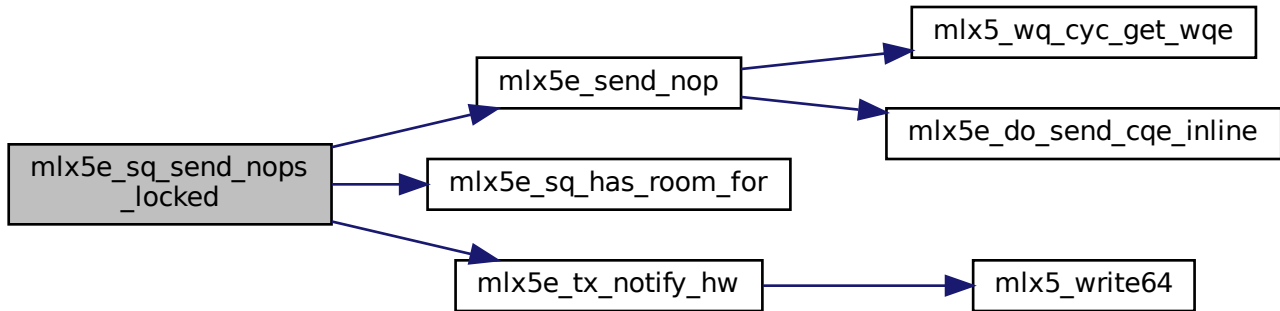 mlx5e_sq_send_nops
_locked
mlx5e_send_nop
mlx5e_sq_has_room_for
mlx5e_tx_notify_hw
mlx5_wq_cyc_get_wqe
mlx5e_do_send_cqe_inline
mlx5_write64